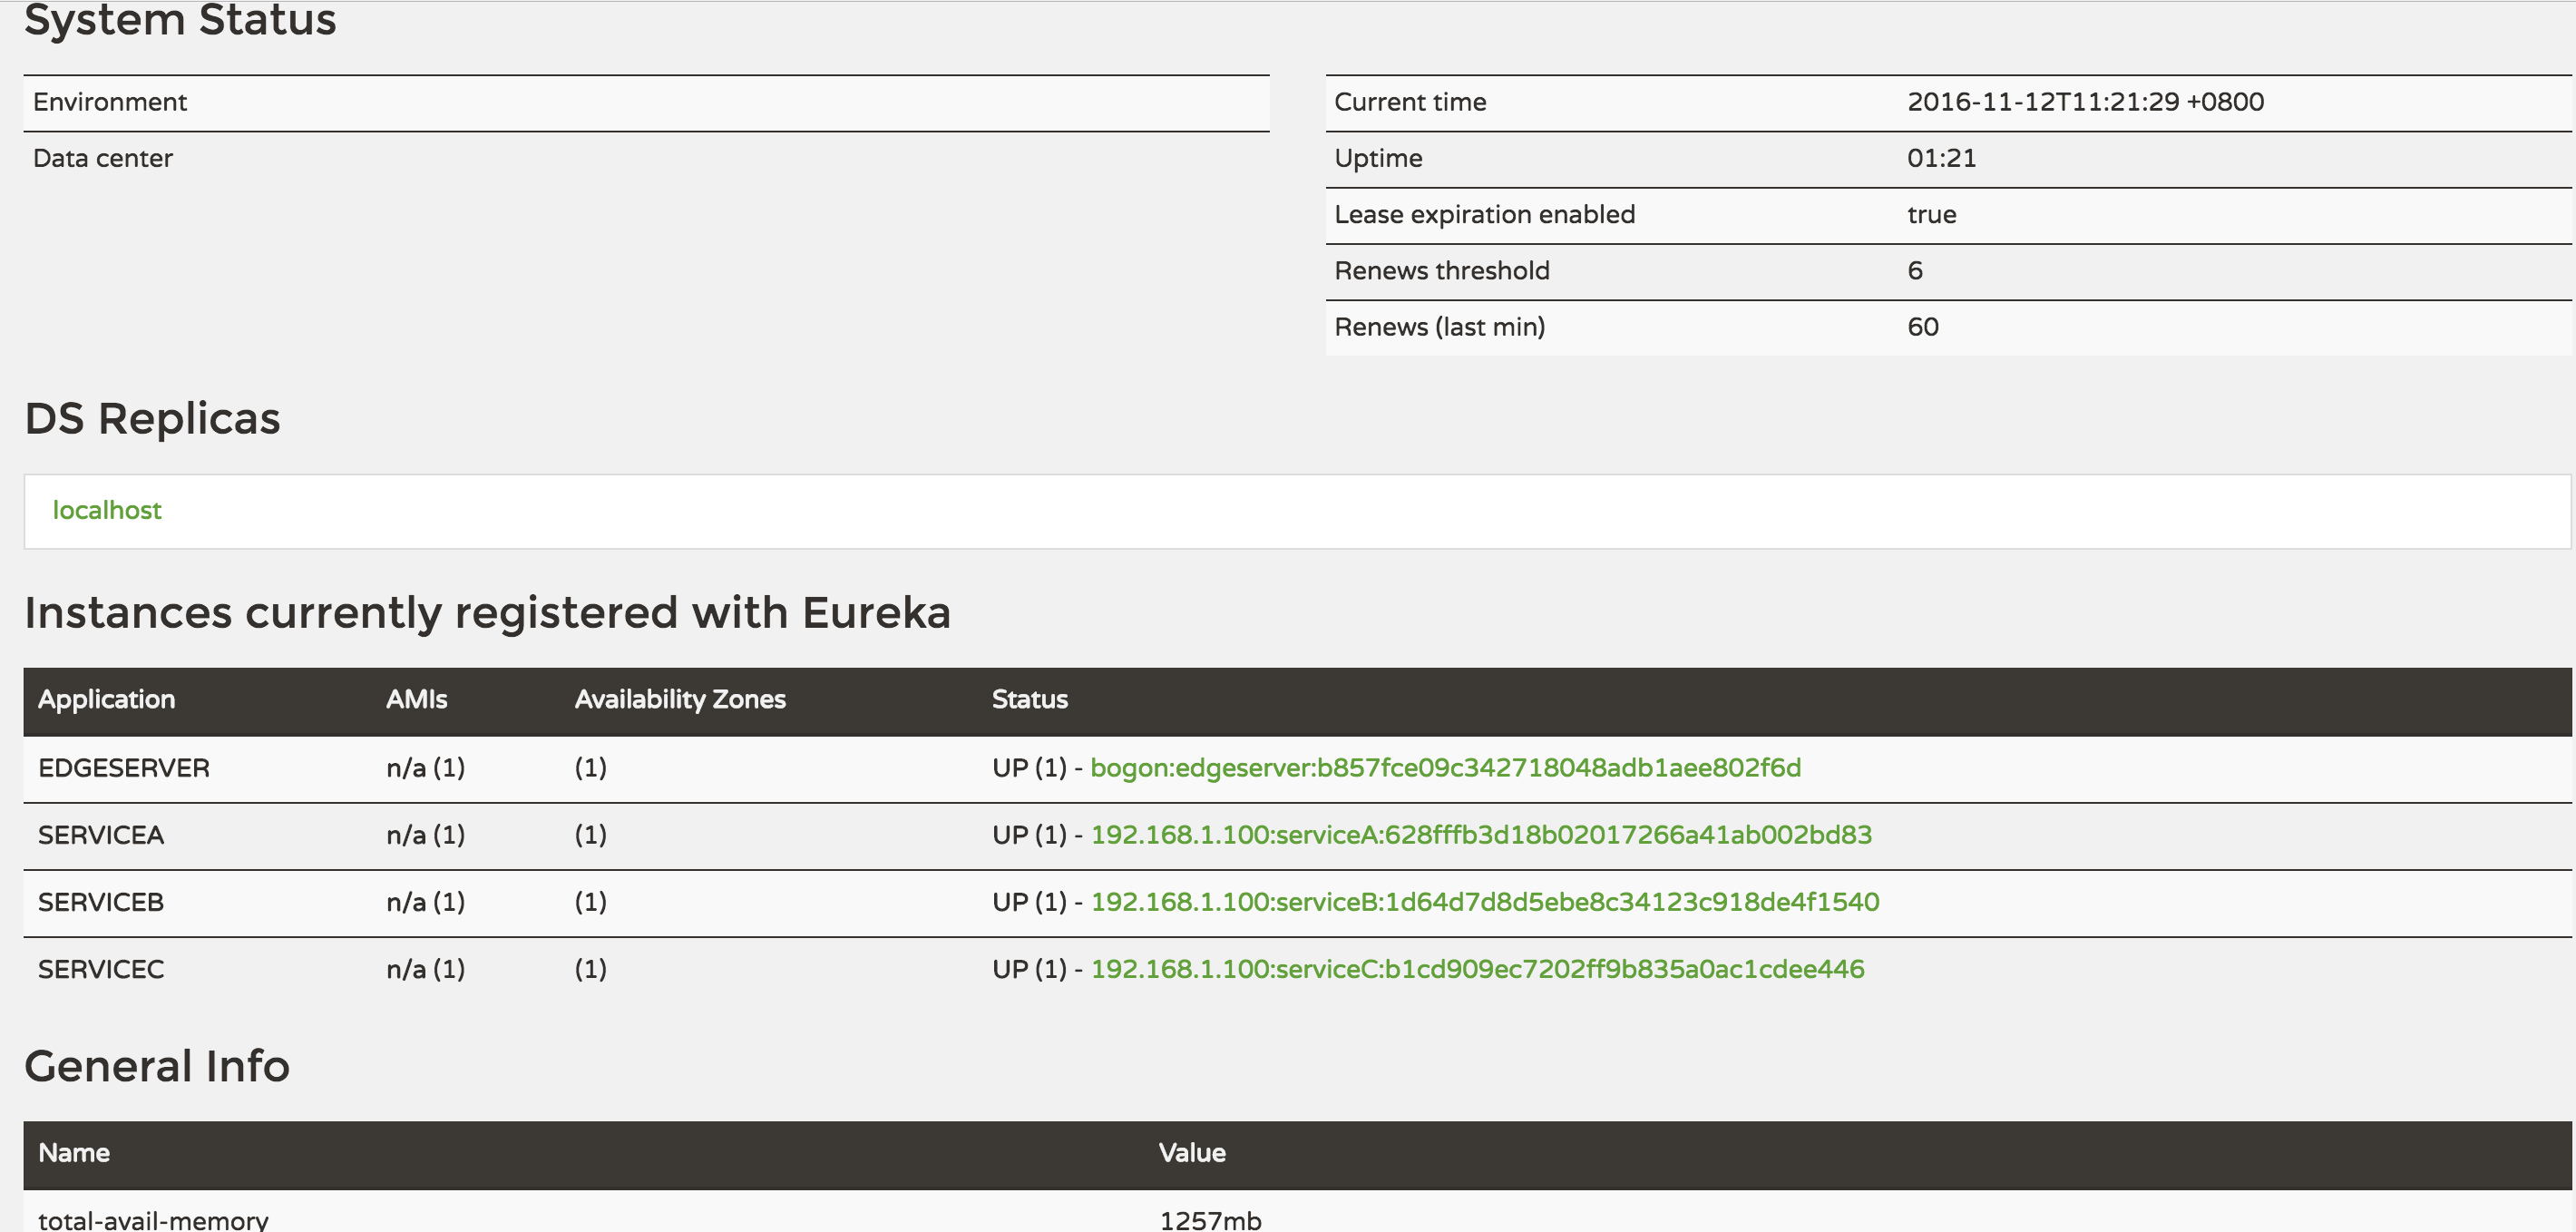 System Status
Environment
Data center
Current time 2016-11-12T11:21:29 +0800
Uptime 01:21
Lease expiration enabled true
Renews threshold 6
Renews (last min) 60
DS Replicas
localhost
Instances currently registered with Eureka
Application AMIs Availability Zones Status
EDGESERVER n/a (1) (1) UP (1) - bogon:edgeserver:b857fce09c342718048adb1aee802f6d
SERVICEA n/a (1) (1) UP (1) - 192.168.1.100:serviceA:628fffb3d18b02017266a41ab002bd83
SERVICEB n/a (1) (1) UP (1) - 192.168.1.100:serviceB:1d64d7d8d5ebe8c34123c918de4f1540
SERVICEC n/a (1) (1) UP (1) - 192.168.1.100:serviceC:b1cd909ec7202ff9b835a0ac1cdee446
General Info
Name Value
total-avail-memory 1257mb